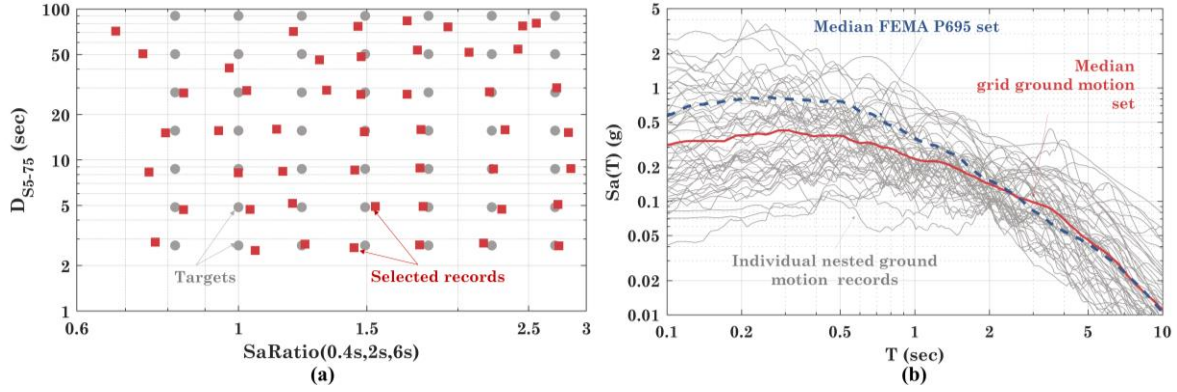 100
50
20
10
5
2
1
D_S5-75 (sec)
Targets
Selected records
0.6
1
1.5
2.5
3
SaRatio(0.4s,2s,6s)
(a)
4
2
1
0.5
0.2
0.1
0.05
0.02
0.01
Sa(T) (g)
Median FEMA P695 set
Median
grid ground motion
set
Individual nested ground
motion records
0.1
0.2
0.5
1
2
5
10
T (sec)
(b)